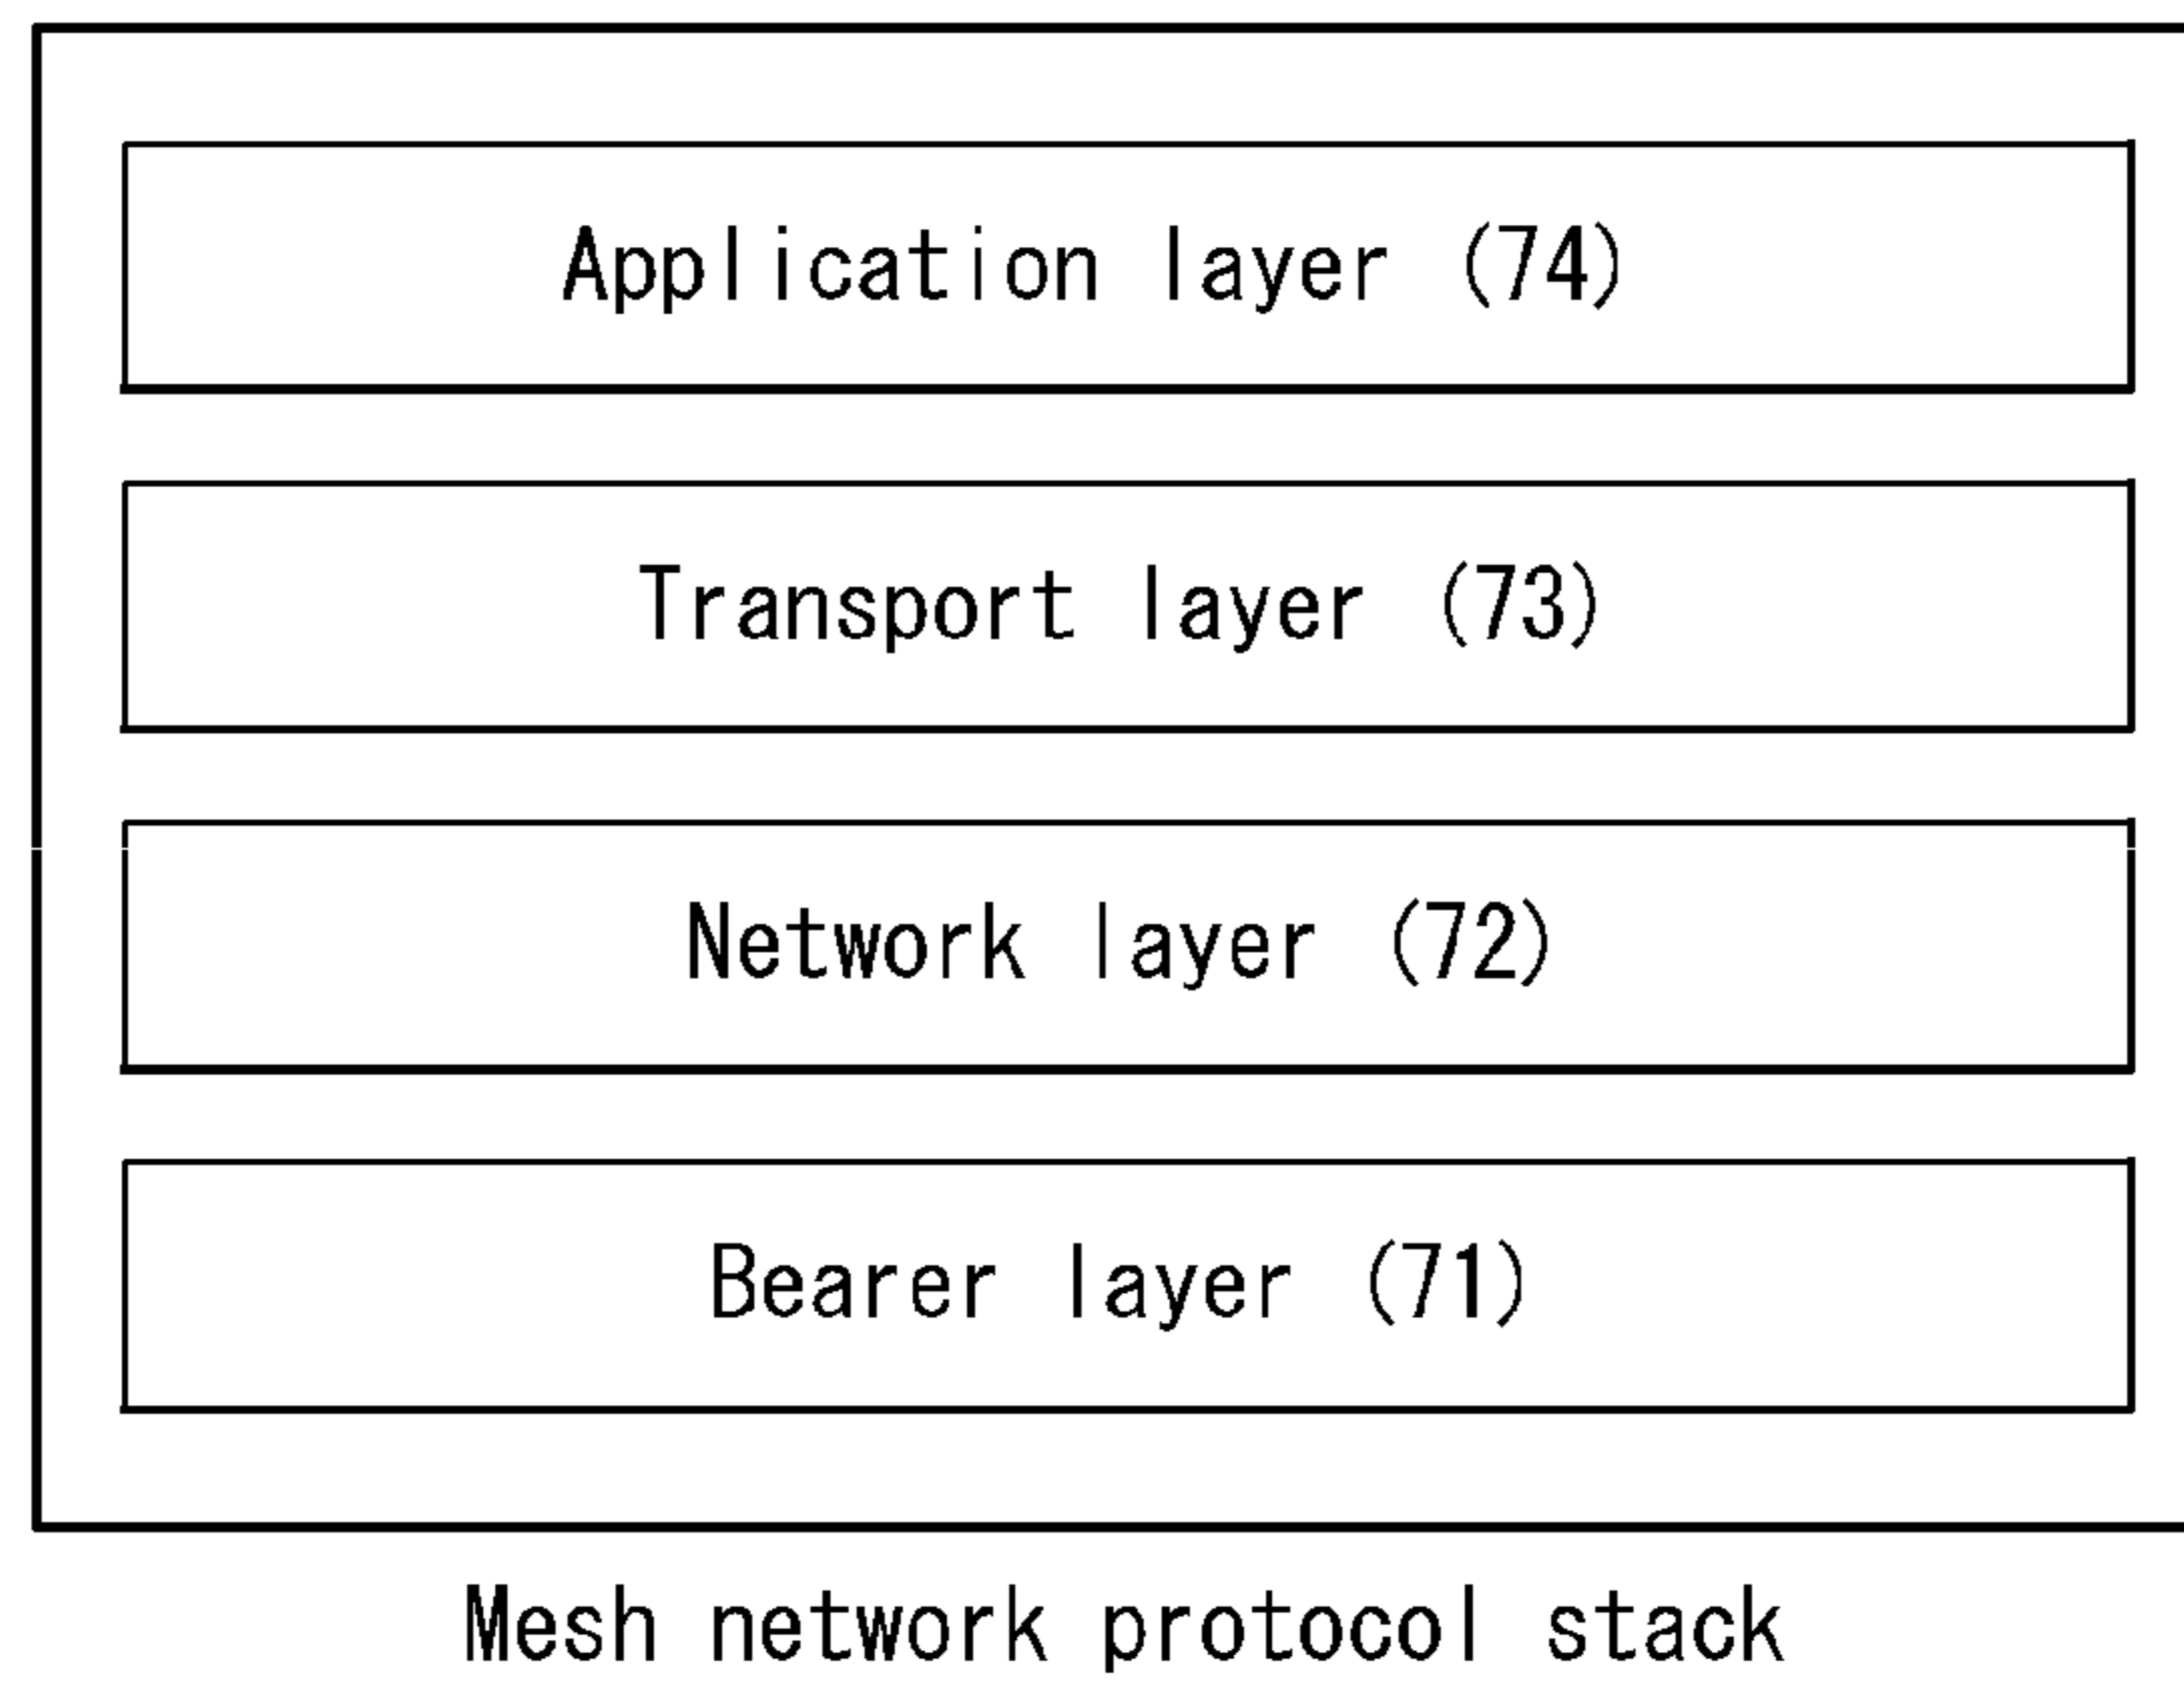 Application layer (74)
Transport layer (73)
Network layer (72)
Bearer layer (71)
Mesh network protocol stack